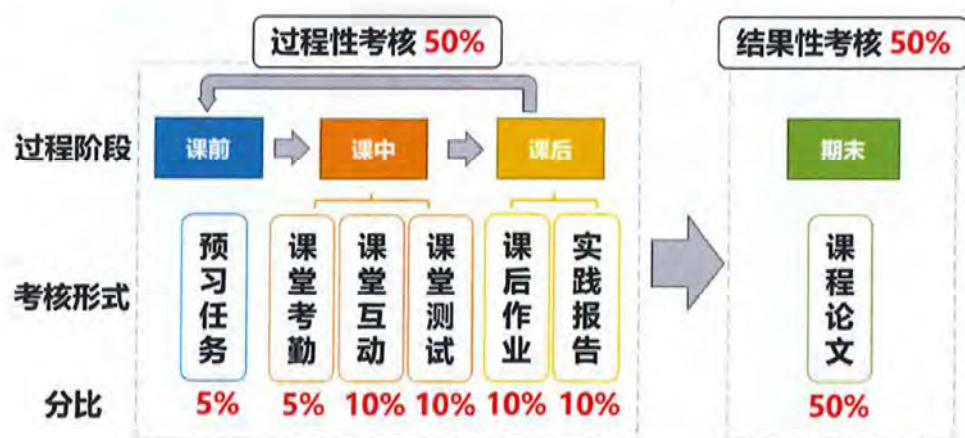 过程性考核 50%
结果性考核 50%
过程阶段
课前
课中
课后
期末
考核形式
预习任务
课堂考勤
课堂互动
课堂测试
课后作业
实践报告
课程论文
分比
5%
5%
10%
10%
10%
10%
50%